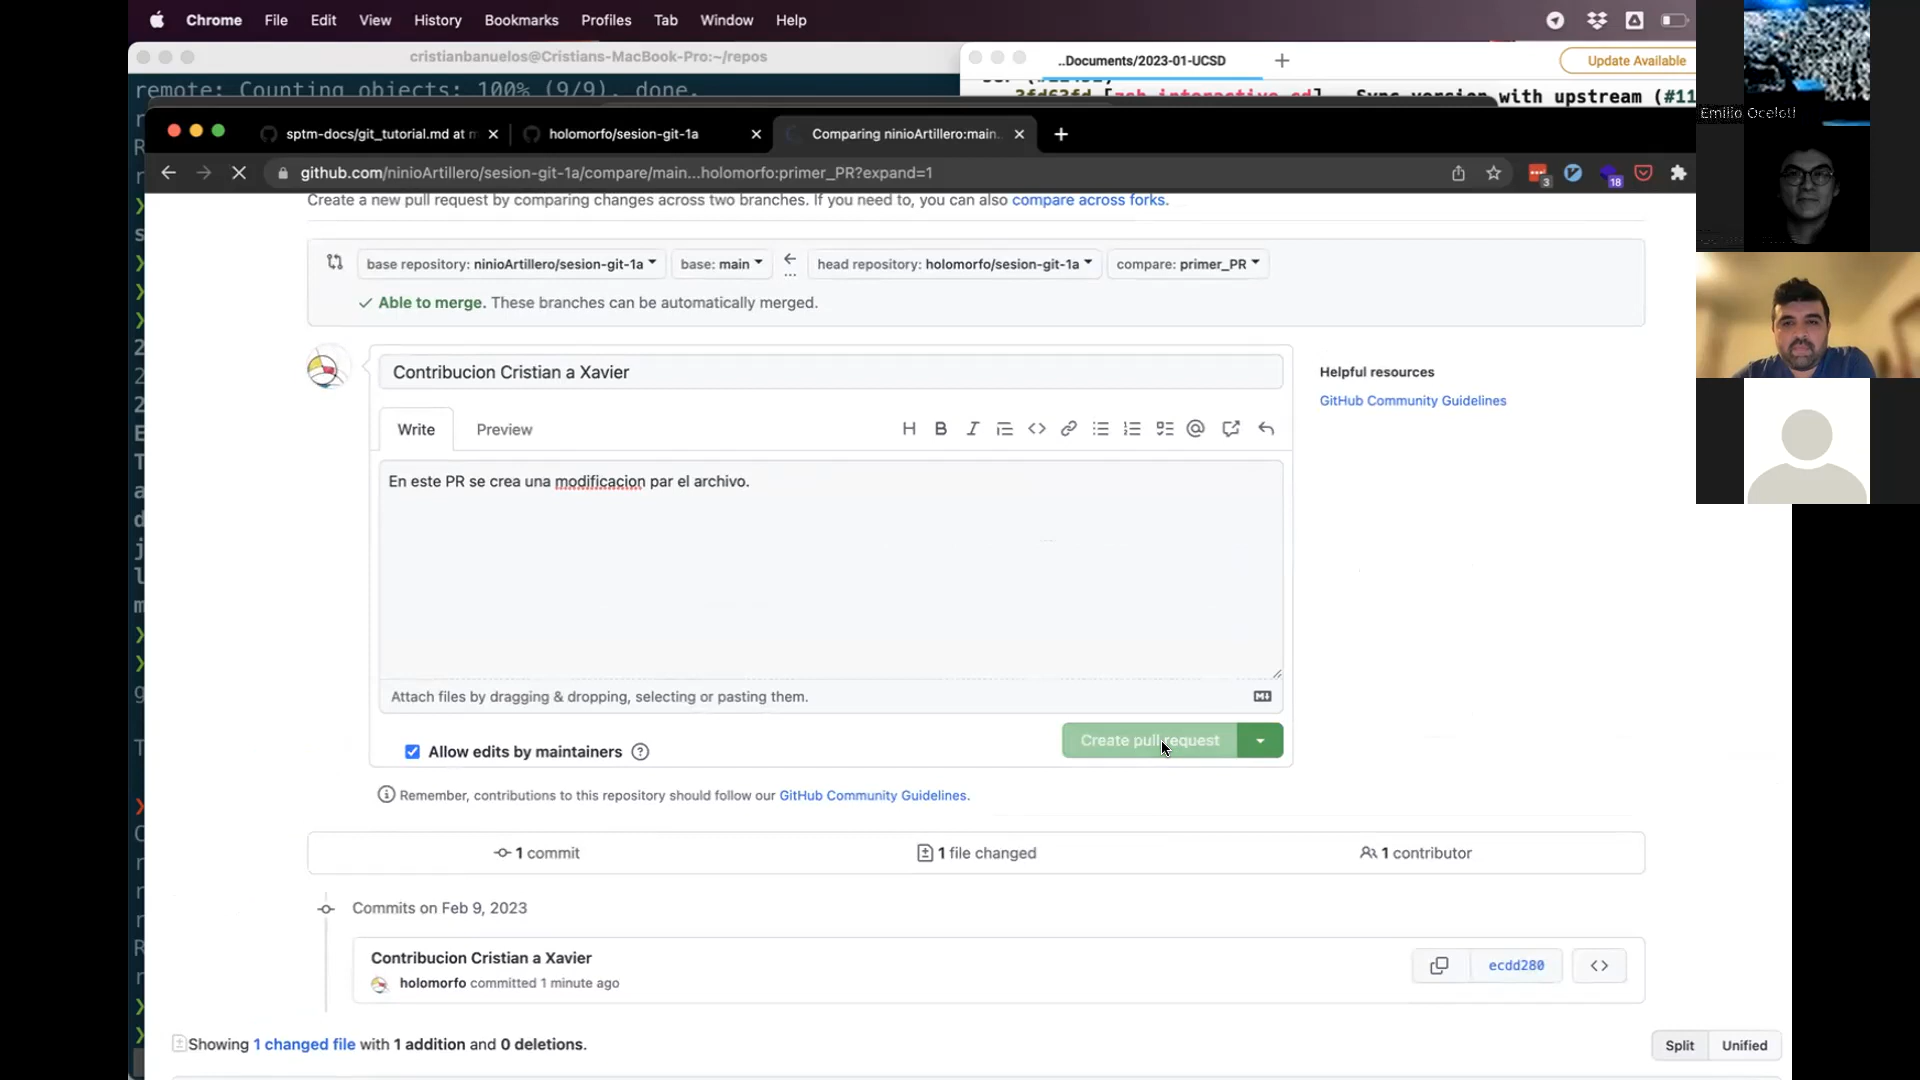 Chrome File Edit View History Bookmarks Profiles Tab Window Help
cristianbanuelos@Cristians-MacBook-Pro:~/repos
..Documents/2023-01-UCSD
Update Available
remote: Counting objects: 100% (9/9), done.
3fd63fd [zsh-interactive-cd] Sync version with upstream (#11
Emilio Ocelotl
sptm-docs/git_tutorial.md at m
holomorfo/sesion-git-1a
Comparing ninioArtillero:main..
github.com/ninioArtillero/sesion-git-1a/compare/main...holomorfo:primer_PR?expand=1
3
18
Create a new pull request by comparing changes across two branches. If you need to, you can also compare across forks.
base repository: ninioArtillero/sesion-git-1a
base: main
...
head repository: holomorfo/sesion-git-1a
compare: primer_PR
Able to merge. These branches can be automatically merged.
Contribucion Cristian a Xavier
Helpful resources
GitHub Community Guidelines
Write
Preview
En este PR se crea una modificacion par el archivo.
Attach files by dragging & dropping, selecting or pasting them.
Allow edits by maintainers
Create pull request
Remember, contributions to this repository should follow our GitHub Community Guidelines.
1 commit
1 file changed
1 contributor
Commits on Feb 9, 2023
Contribucion Cristian a Xavier
holomorfo committed 1 minute ago
ecdd280
Showing 1 changed file with 1 addition and 0 deletions.
Split
Unified